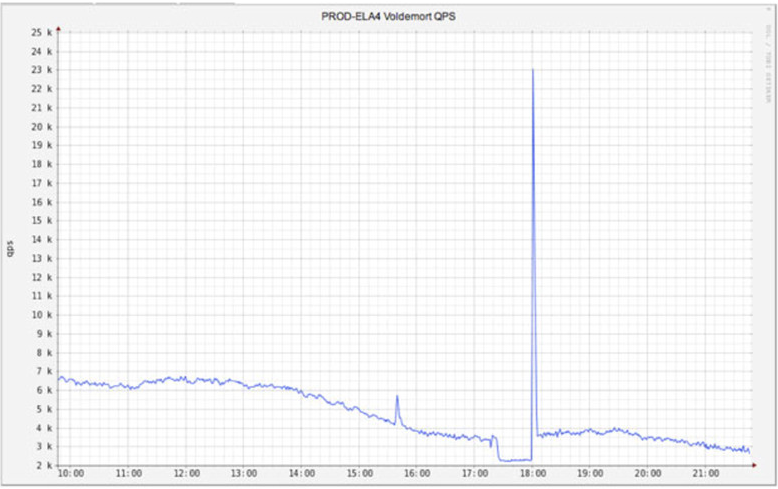 PROD-ELA4 Voldemort QPS
25 k
24 k
23 k
22 k
21 k
20 k
19 k
18 k
17 k
16 k
15 k
14 k
13 k
12 k
11 k
10 k
9 k
8 k
7 k
6 k
5 k
4 k
3 k
2 k
qps
10:00 11:00 12:00 13:00 14:00 15:00 16:00 17:00 18:00 19:00 20:00 21:00